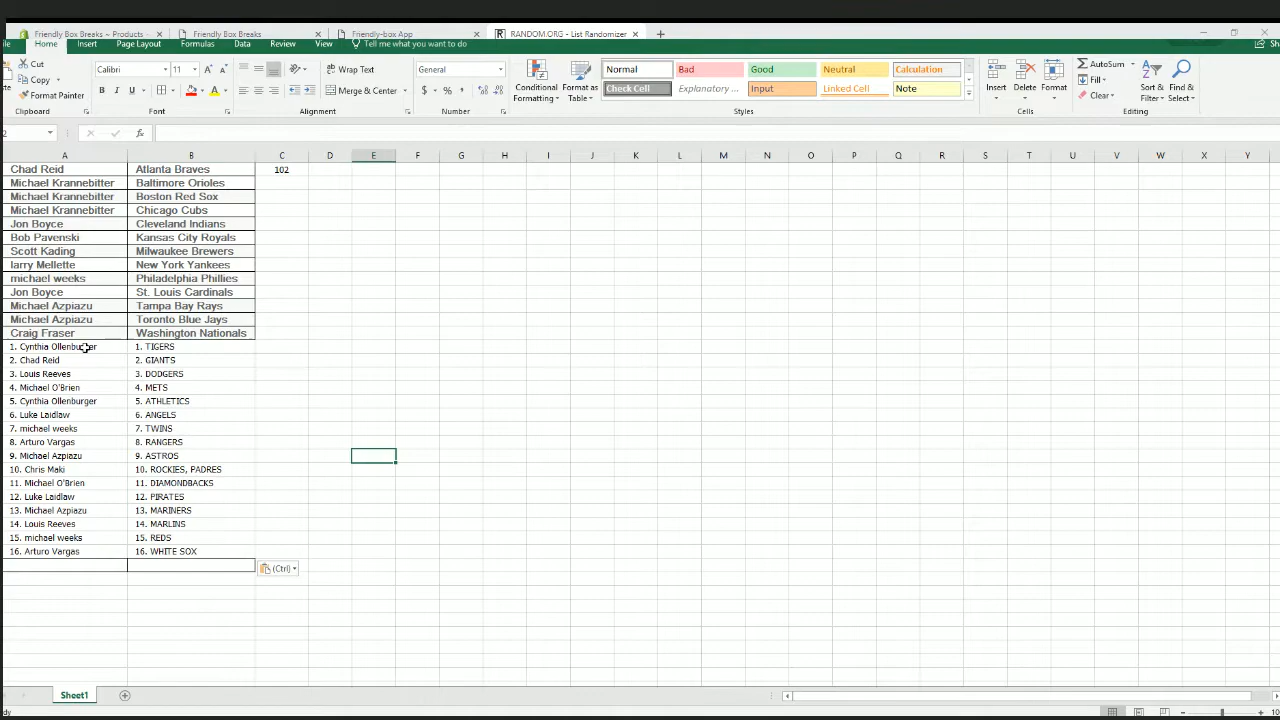 Friendly Box Breaks ~ Products -
Friendly Box Breaks
Friendly-box App
RANDOM.ORG - List Randomizer
Home Insert Page Layout Formulas Data Review View Tell me what you want to do
Cut
Copy
Format Painter
Clipboard
Calibri 11
B I U
Font
Wrap Text
Merge & Center
Alignment
General
$ % ,
Number
Conditional Formatting
Format as Table
Normal Bad Good Neutral Calculation
Check Cell Explanatory ... Input Linked Cell Note
Styles
Insert Delete Format
Cells
AutoSum
Fill
Clear
Sort & Filter
Find & Select
Editing
fx
A B C D E F G H I J K L M N O P Q R S T U V W X Y
Chad Reid Atlanta Braves 102
Michael Krannebitter Baltimore Orioles
Michael Krannebitter Boston Red Sox
Michael Krannebitter Chicago Cubs
Jon Boyce Cleveland Indians
Bob Pavenski Kansas City Royals
Scott Kading Milwaukee Brewers
larry Mellette New York Yankees
michael weeks Philadelphia Phillies
Jon Boyce St. Louis Cardinals
Michael Azpiazu Tampa Bay Rays
Michael Azpiazu Toronto Blue Jays
Craig Fraser Washington Nationals
1. Cynthia Ollenburger 1. TIGERS
2. Chad Reid 2. GIANTS
3. Louis Reeves 3. DODGERS
4. Michael O'Brien 4. METS
5. Cynthia Ollenburger 5. ATHLETICS
6. Luke Laidlaw 6. ANGELS
7. michael weeks 7. TWINS
8. Arturo Vargas 8. RANGERS
9. Michael Azpiazu 9. ASTROS
10. Chris Maki 10. ROCKIES, PADRES
11. Michael O'Brien 11. DIAMONDBACKS
12. Luke Laidlaw 12. PIRATES
13. Michael Azpiazu 13. MARINERS
14. Louis Reeves 14. MARLINS
15. michael weeks 15. REDS
16. Arturo Vargas 16. WHITE SOX
(Ctrl)
Sheet1